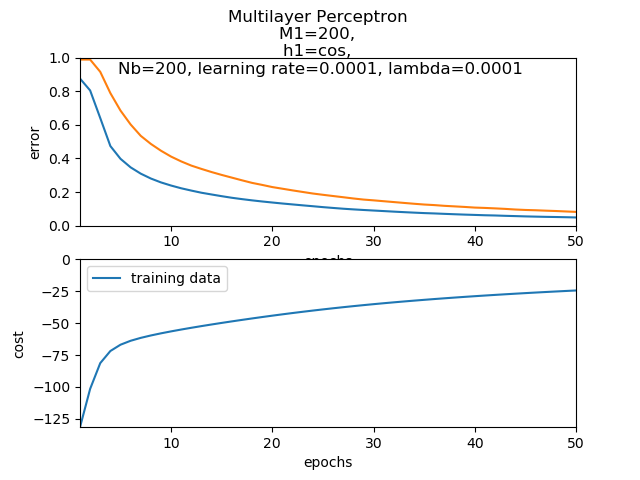 Multilayer Perceptron
M1=200,
h1=cos,
Nb=200, learning rate=0.0001, lambda=0.0001
1.0
0.8
0.6
0.4
0.2
0.0
error
10
20
30
40
50
epochs
0
−25
−50
−75
−100
−125
cost
training data
10
20
30
40
50
epochs